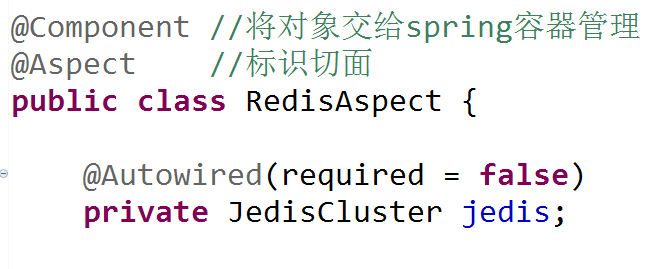 @Component //将对象交给spring容器管理
@Aspect    //标识切面
public class RedisAspect {
@Autowired(required = false)
private JedisCluster jedis;